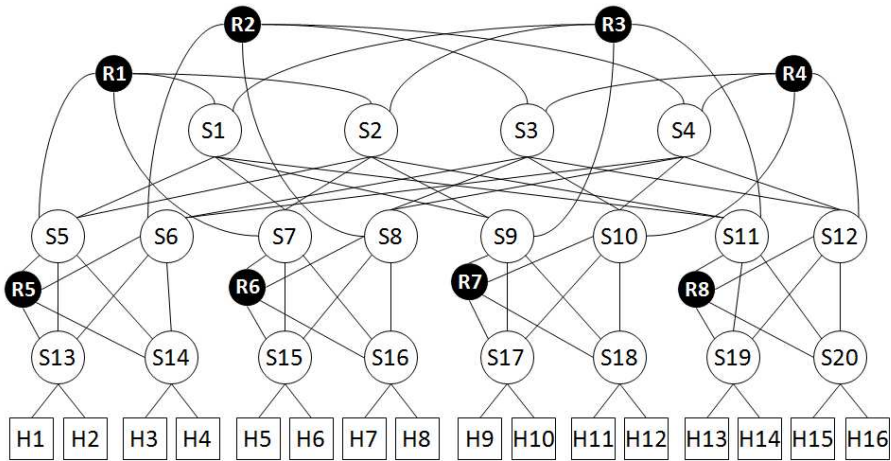 R2 R3
R1 R4
S1 S2 S3 S4
S5 S6 S7 S8 S9 S10 S11 S12
R5 R6 R7 R8
S13 S14 S15 S16 S17 S18 S19 S20
H1 H2 H3 H4 H5 H6 H7 H8 H9 H10 H11 H12 H13 H14 H15 H16